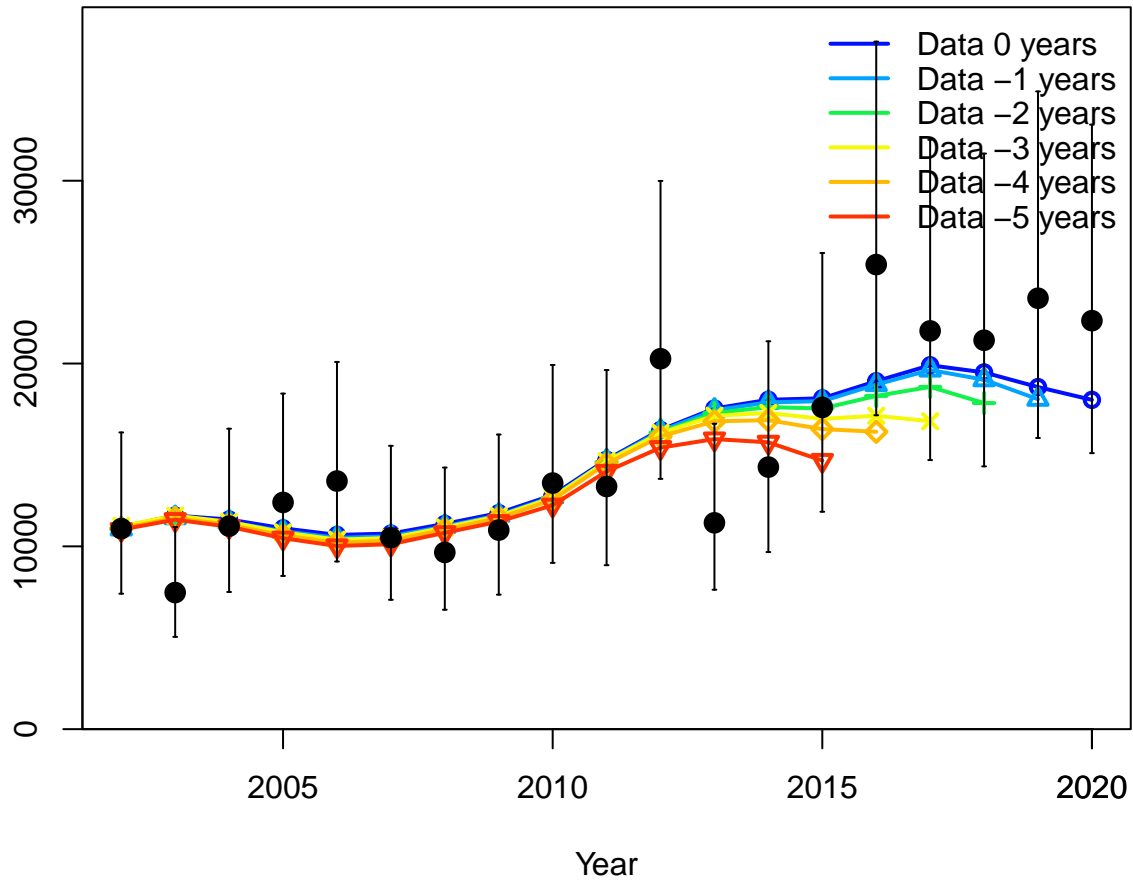 Data 0 years
Data −1 years
Data −2 years
Data −3 years
Data −4 years
Data −5 years
30000
20000
10000
0
2005
2010
2015
2020
Year